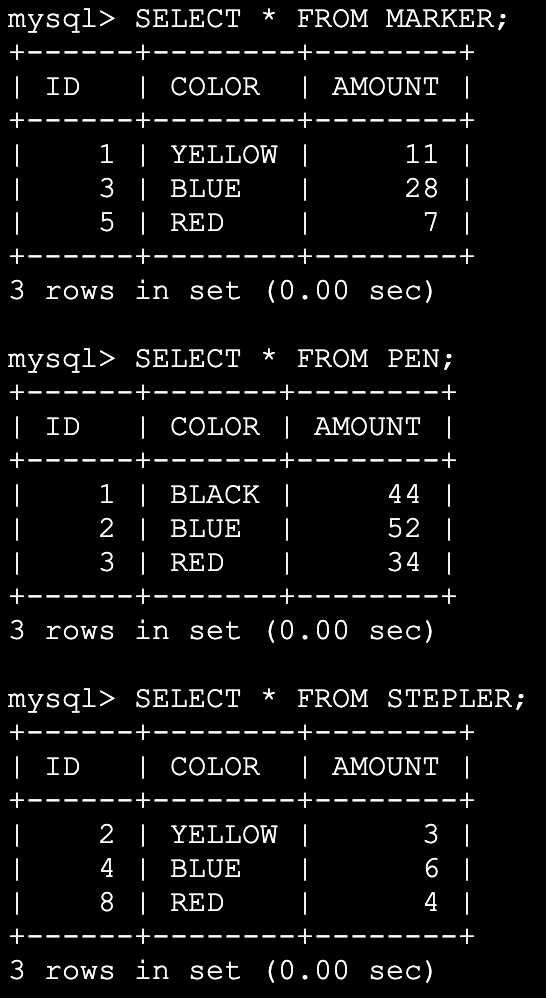 mysql> SELECT * FROM MARKER;
+------+--------+--------+
| ID   | COLOR  | AMOUNT |
+------+--------+--------+
|    1 | YELLOW |     11 |
|    3 | BLUE   |     28 |
|    5 | RED    |      7 |
+------+--------+--------+
3 rows in set (0.00 sec)

mysql> SELECT * FROM PEN;
+------+-------+--------+
| ID   | COLOR | AMOUNT |
+------+-------+--------+
|    1 | BLACK |     44 |
|    2 | BLUE  |     52 |
|    3 | RED   |     34 |
+------+-------+--------+
3 rows in set (0.00 sec)

mysql> SELECT * FROM STEPLER;
+------+--------+--------+
| ID   | COLOR  | AMOUNT |
+------+--------+--------+
|    2 | YELLOW |      3 |
|    4 | BLUE   |      6 |
|    8 | RED    |      4 |
+------+--------+--------+
3 rows in set (0.00 sec)